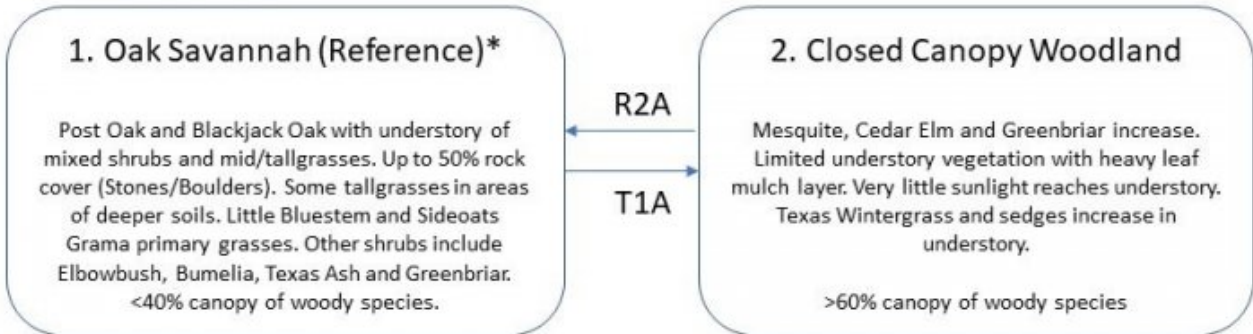 1. Oak Savannah (Reference)*
Post Oak and Blackjack Oak with understory of
mixed shrubs and mid/tallgrasses. Up to 50% rock
cover (Stones/Boulders). Some tallgrasses in areas
of deeper soils. Little Bluestem and Sideoats
Grama primary grasses. Other shrubs include
Elbowbush, Bumelia, Texas Ash and Greenbriar.
<40% canopy of woody species.
R2A
T1A
2. Closed Canopy Woodland
Mesquite, Cedar Elm and Greenbriar increase.
Limited understory vegetation with heavy leaf
mulch layer. Very little sunlight reaches understory.
Texas Wintergrass and sedges increase in
understory.
>60% canopy of woody species